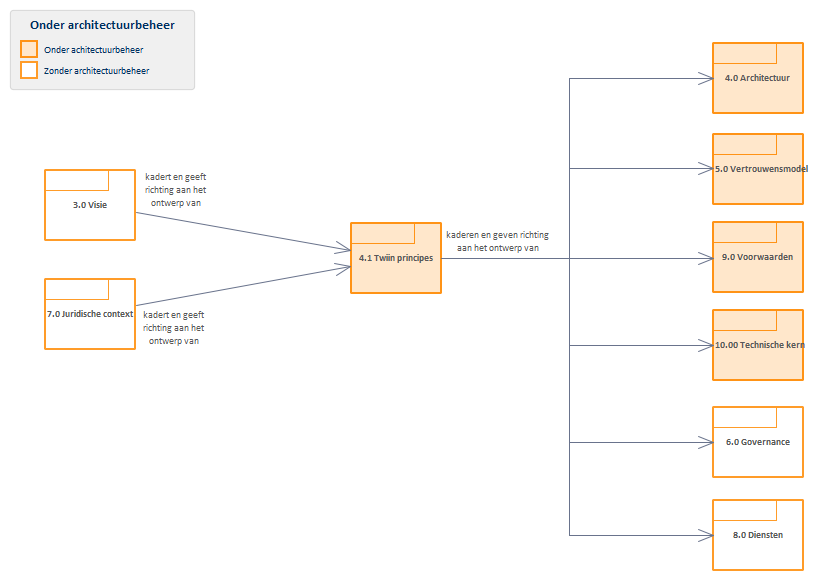 Onder architectuurbeheer
Onder achitectuurbeheer
Zonder architectuurbeheer
3.0 Visie
kadert en geeft
richting aan het
ontwerp van
7.0 Juridische context
kadert en geeft
richting aan het
ontwerp van
4.1 Twiin principes
kaderen en geven richting
aan het ontwerp van
4.0 Architectuur
5.0 Vertrouwensmodel
9.0 Voorwaarden
10.00 Technische kern
6.0 Governance
8.0 Diensten